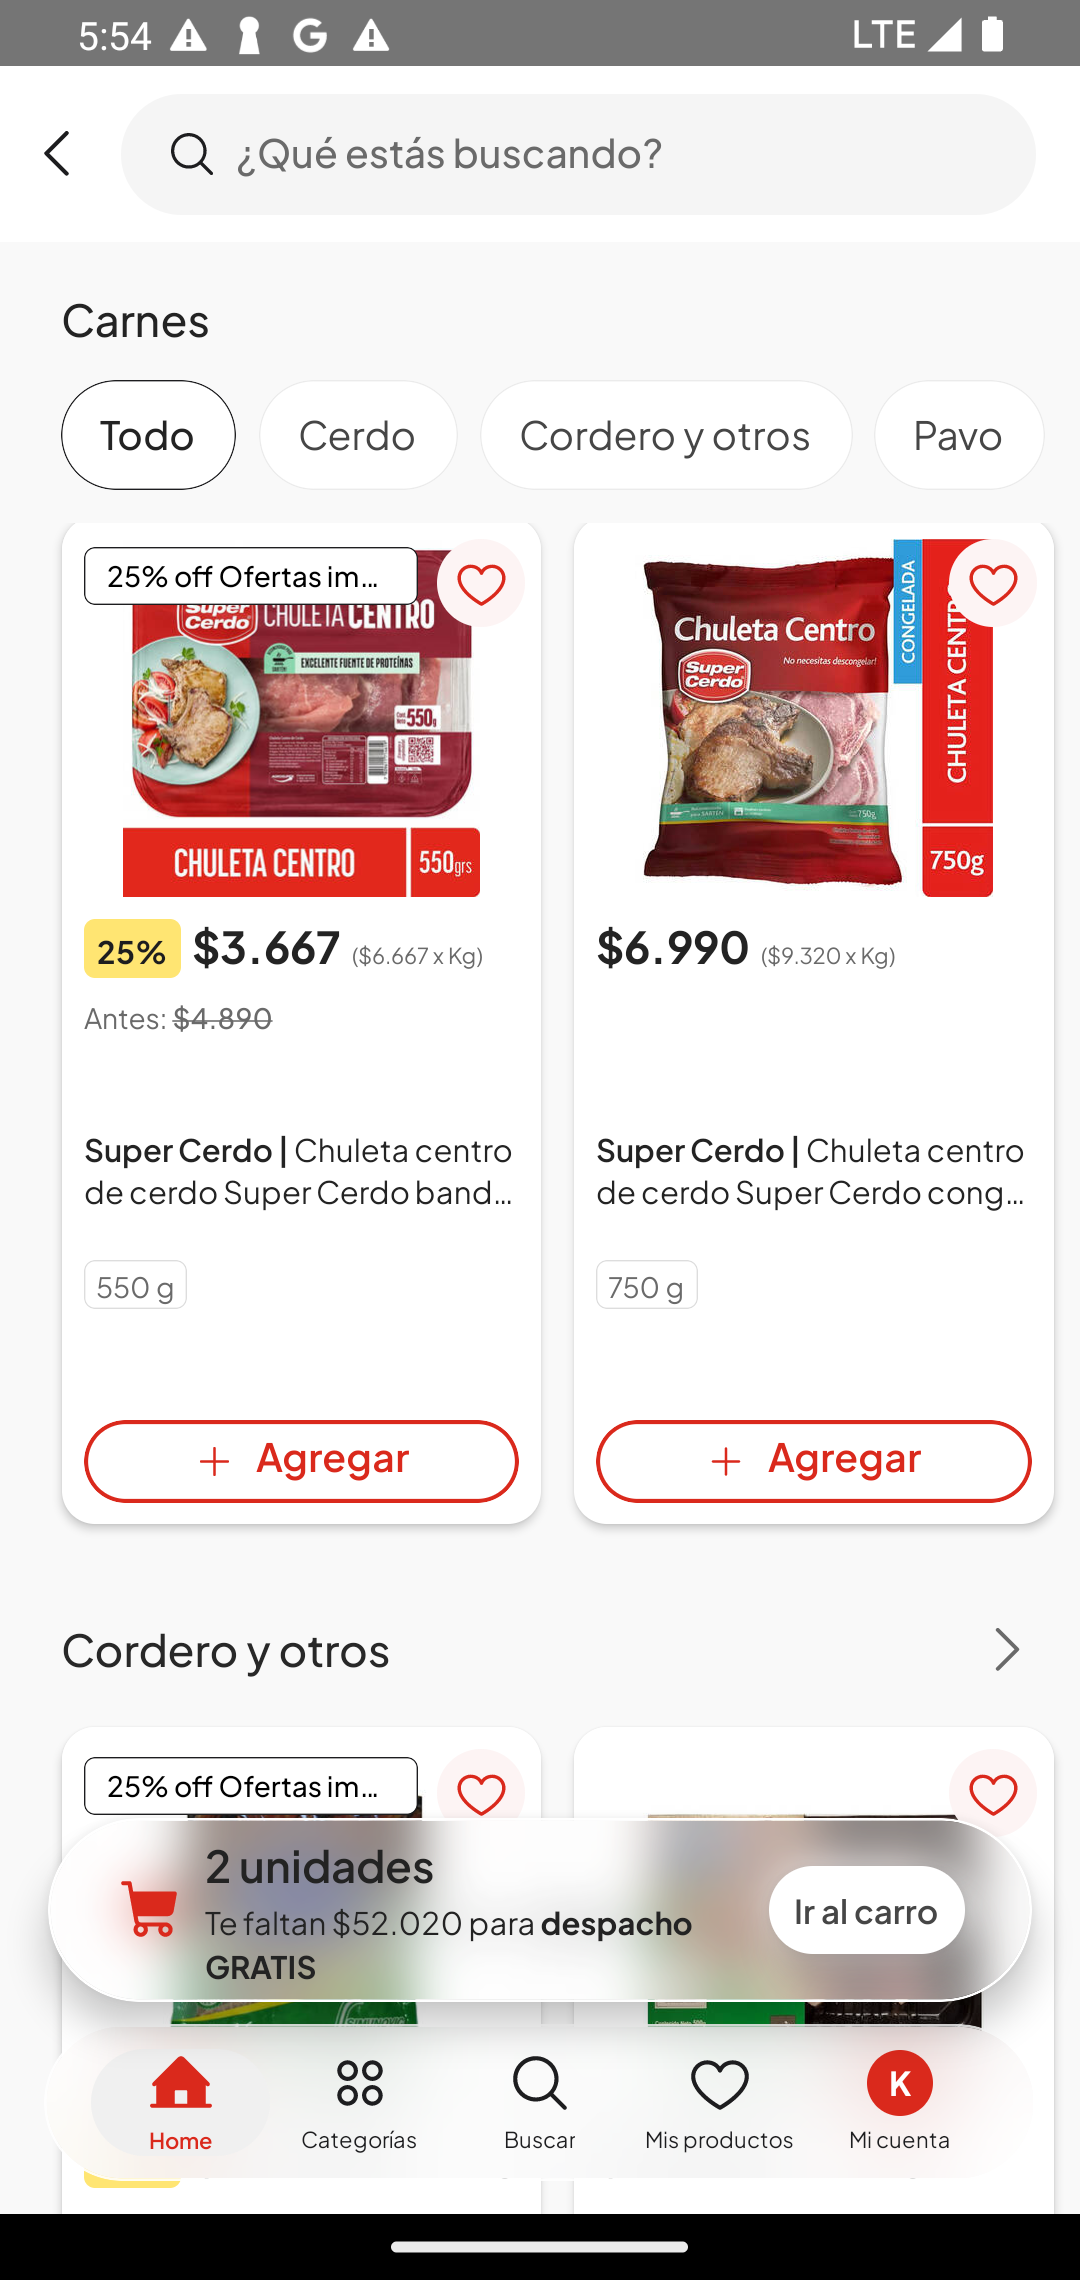 5:54
LTE
¿Qué estás buscando?
Carnes
Todo
Cerdo
Cordero y otros
Pavo
25% off Ofertas im...
Super
Cerdo
CHULETA CENTRO
EXCELENTE FUENTE DE PROTEÍNAS
550g
CHULETA CENTRO
550grs
Chuleta Centro
No necesitas descongelar!
Super
Cerdo
750g
CONGELADA
CHULETA CENTRO
750g
25% $3.667 ($6.667 x Kg)
Antes: $4.890
$6.990 ($9.320 x Kg)
Super Cerdo | Chuleta centro
de cerdo Super Cerdo band...
Super Cerdo | Chuleta centro
de cerdo Super Cerdo cong...
550 g
750 g
+ Agregar
+ Agregar
Cordero y otros
25% off Ofertas im...
2 unidades
Te faltan $52.020 para despacho
GRATIS
Ir al carro
Home
Categorías
Buscar
Mis productos
K
Mi cuenta